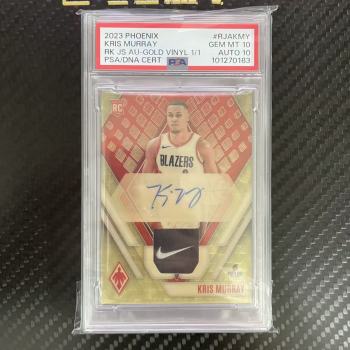 2023 PHOENIX #RJAKMY
KRIS MURRAY GEM MT 10
RK JS AU-GOLD VINYL 1/1 AUTO 10
PSA/DNA CERT PSA 101270183
RC
BLAZERS
KRIS MURRAY